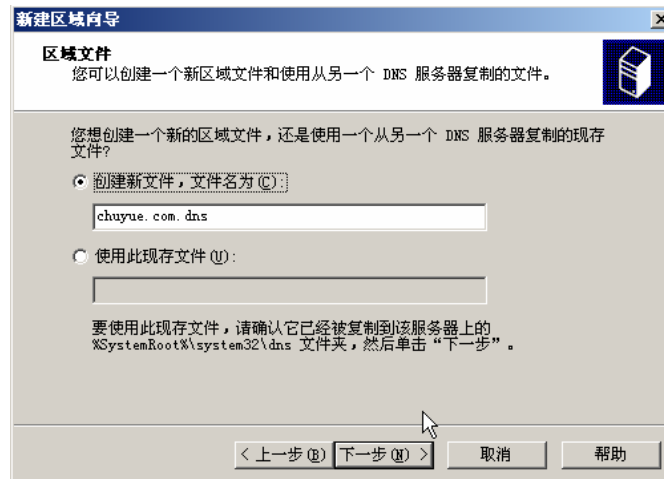 新建区域向导
区域文件
您可以创建一个新区域文件和使用从另一个 DNS 服务器复制的文件。
您想创建一个新的区域文件，还是使用一个从另一个 DNS 服务器复制的现存
文件?
创建新文件，文件名为(C):
chuyue.com.dns
使用此现存文件(U):
要使用此现存文件，请确认它已经被复制到该服务器上的
%SystemRoot%\system32\dns 文件夹，然后单击“下一步”。
< 上一步(B) 下一步(N) > 取消 帮助